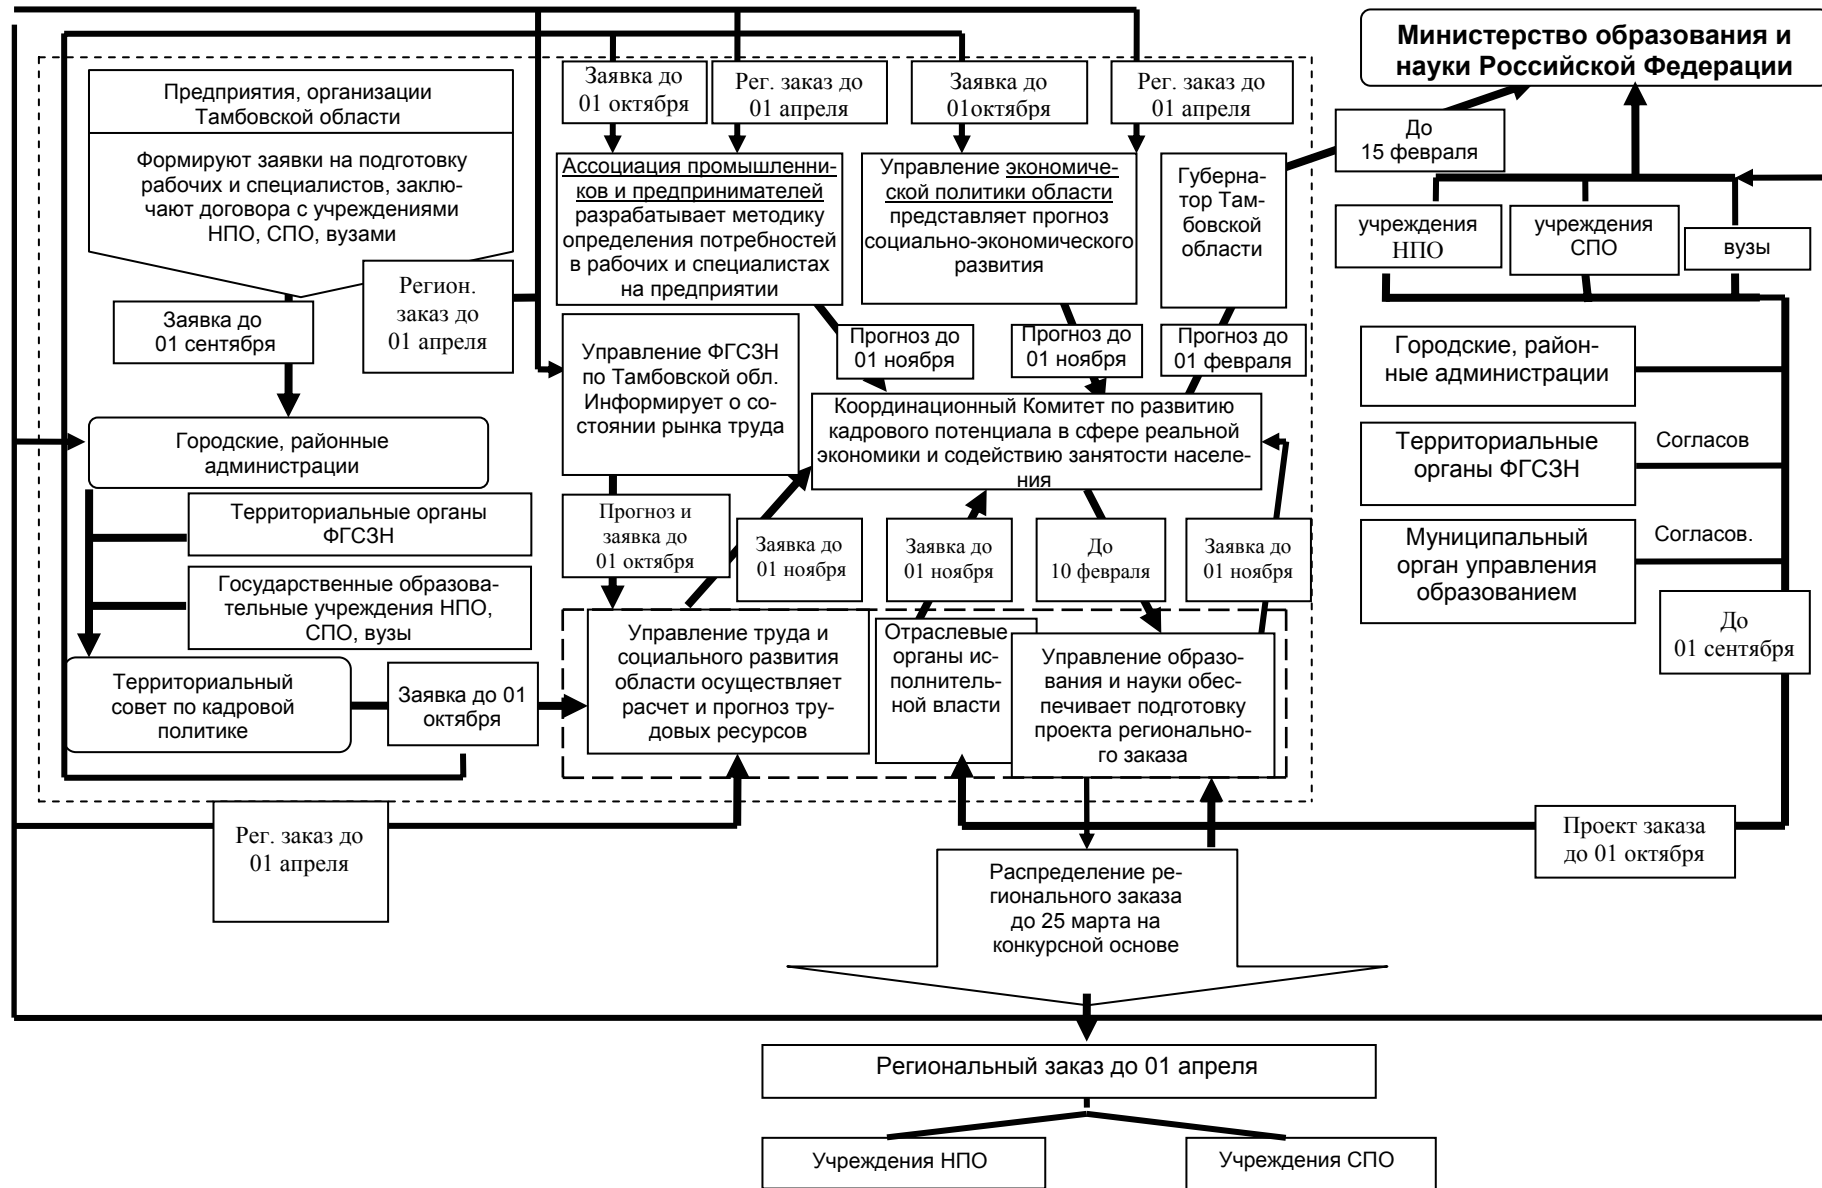 Министерство образования и
науки Российской Федерации
Предприятия, организации
Тамбовской области
Формируют заявки на подготовку
рабочих и специалистов, заклю-
чают договора с учреждениями
НПО, СПО, вузами
Заявка до
01 октября
Рег. заказ до
01 апреля
Заявка до
01октября
Рег. заказ до
01 апреля
До
15 февраля
Ассоциация промышленни-
ков и предпринимателей
разрабатывает методику
определения потребностей
в рабочих и специалистах
на предприятии
Управление экономиче-
ской политики области
представляет прогноз
социально-экономического
развития
Губерна-
тор Там-
бовской
области
учреждения
НПО
учреждения
СПО
вузы
Регион.
заказ до
01 апреля
Заявка до
01 сентября
Управление ФГСЗН
по Тамбовской обл.
Информирует о со-
стоянии рынка труда
Прогноз до
01 ноября
Прогноз до
01 ноября
Прогноз до
01 февраля
Городские, район-
ные администрации
Городские, районные
администрации
Координационный Комитет по развитию
кадрового потенциала в сфере реальной
экономики и содействию занятости населе-
ния
Территориальные
органы ФГСЗН
Согласов
Территориальные органы
ФГСЗН
Прогноз и
заявка до
01 октября
Заявка до
01 ноября
Заявка до
01 ноября
До
10 февраля
Заявка до
01 ноября
Муниципальный
орган управления
образованием
Согласов.
Государственные образова-
тельные учреждения НПО,
СПО, вузы
До
01 сентября
Территориальный
совет по кадровой
политике
Заявка до 01
октября
Управление труда и
социального развития
области осуществляет
расчет и прогноз тру-
довых ресурсов
Отраслевые
органы ис-
полнитель-
ной власти
Управление образо-
вания и науки обес-
печивает подготовку
проекта регионально-
го заказа
Рег. заказ до
01 апреля
Проект заказа
до 01 октября
Распределение ре-
гионального заказа
до 25 марта на
конкурсной основе
Региональный заказ до 01 апреля
Учреждения НПО
Учреждения СПО